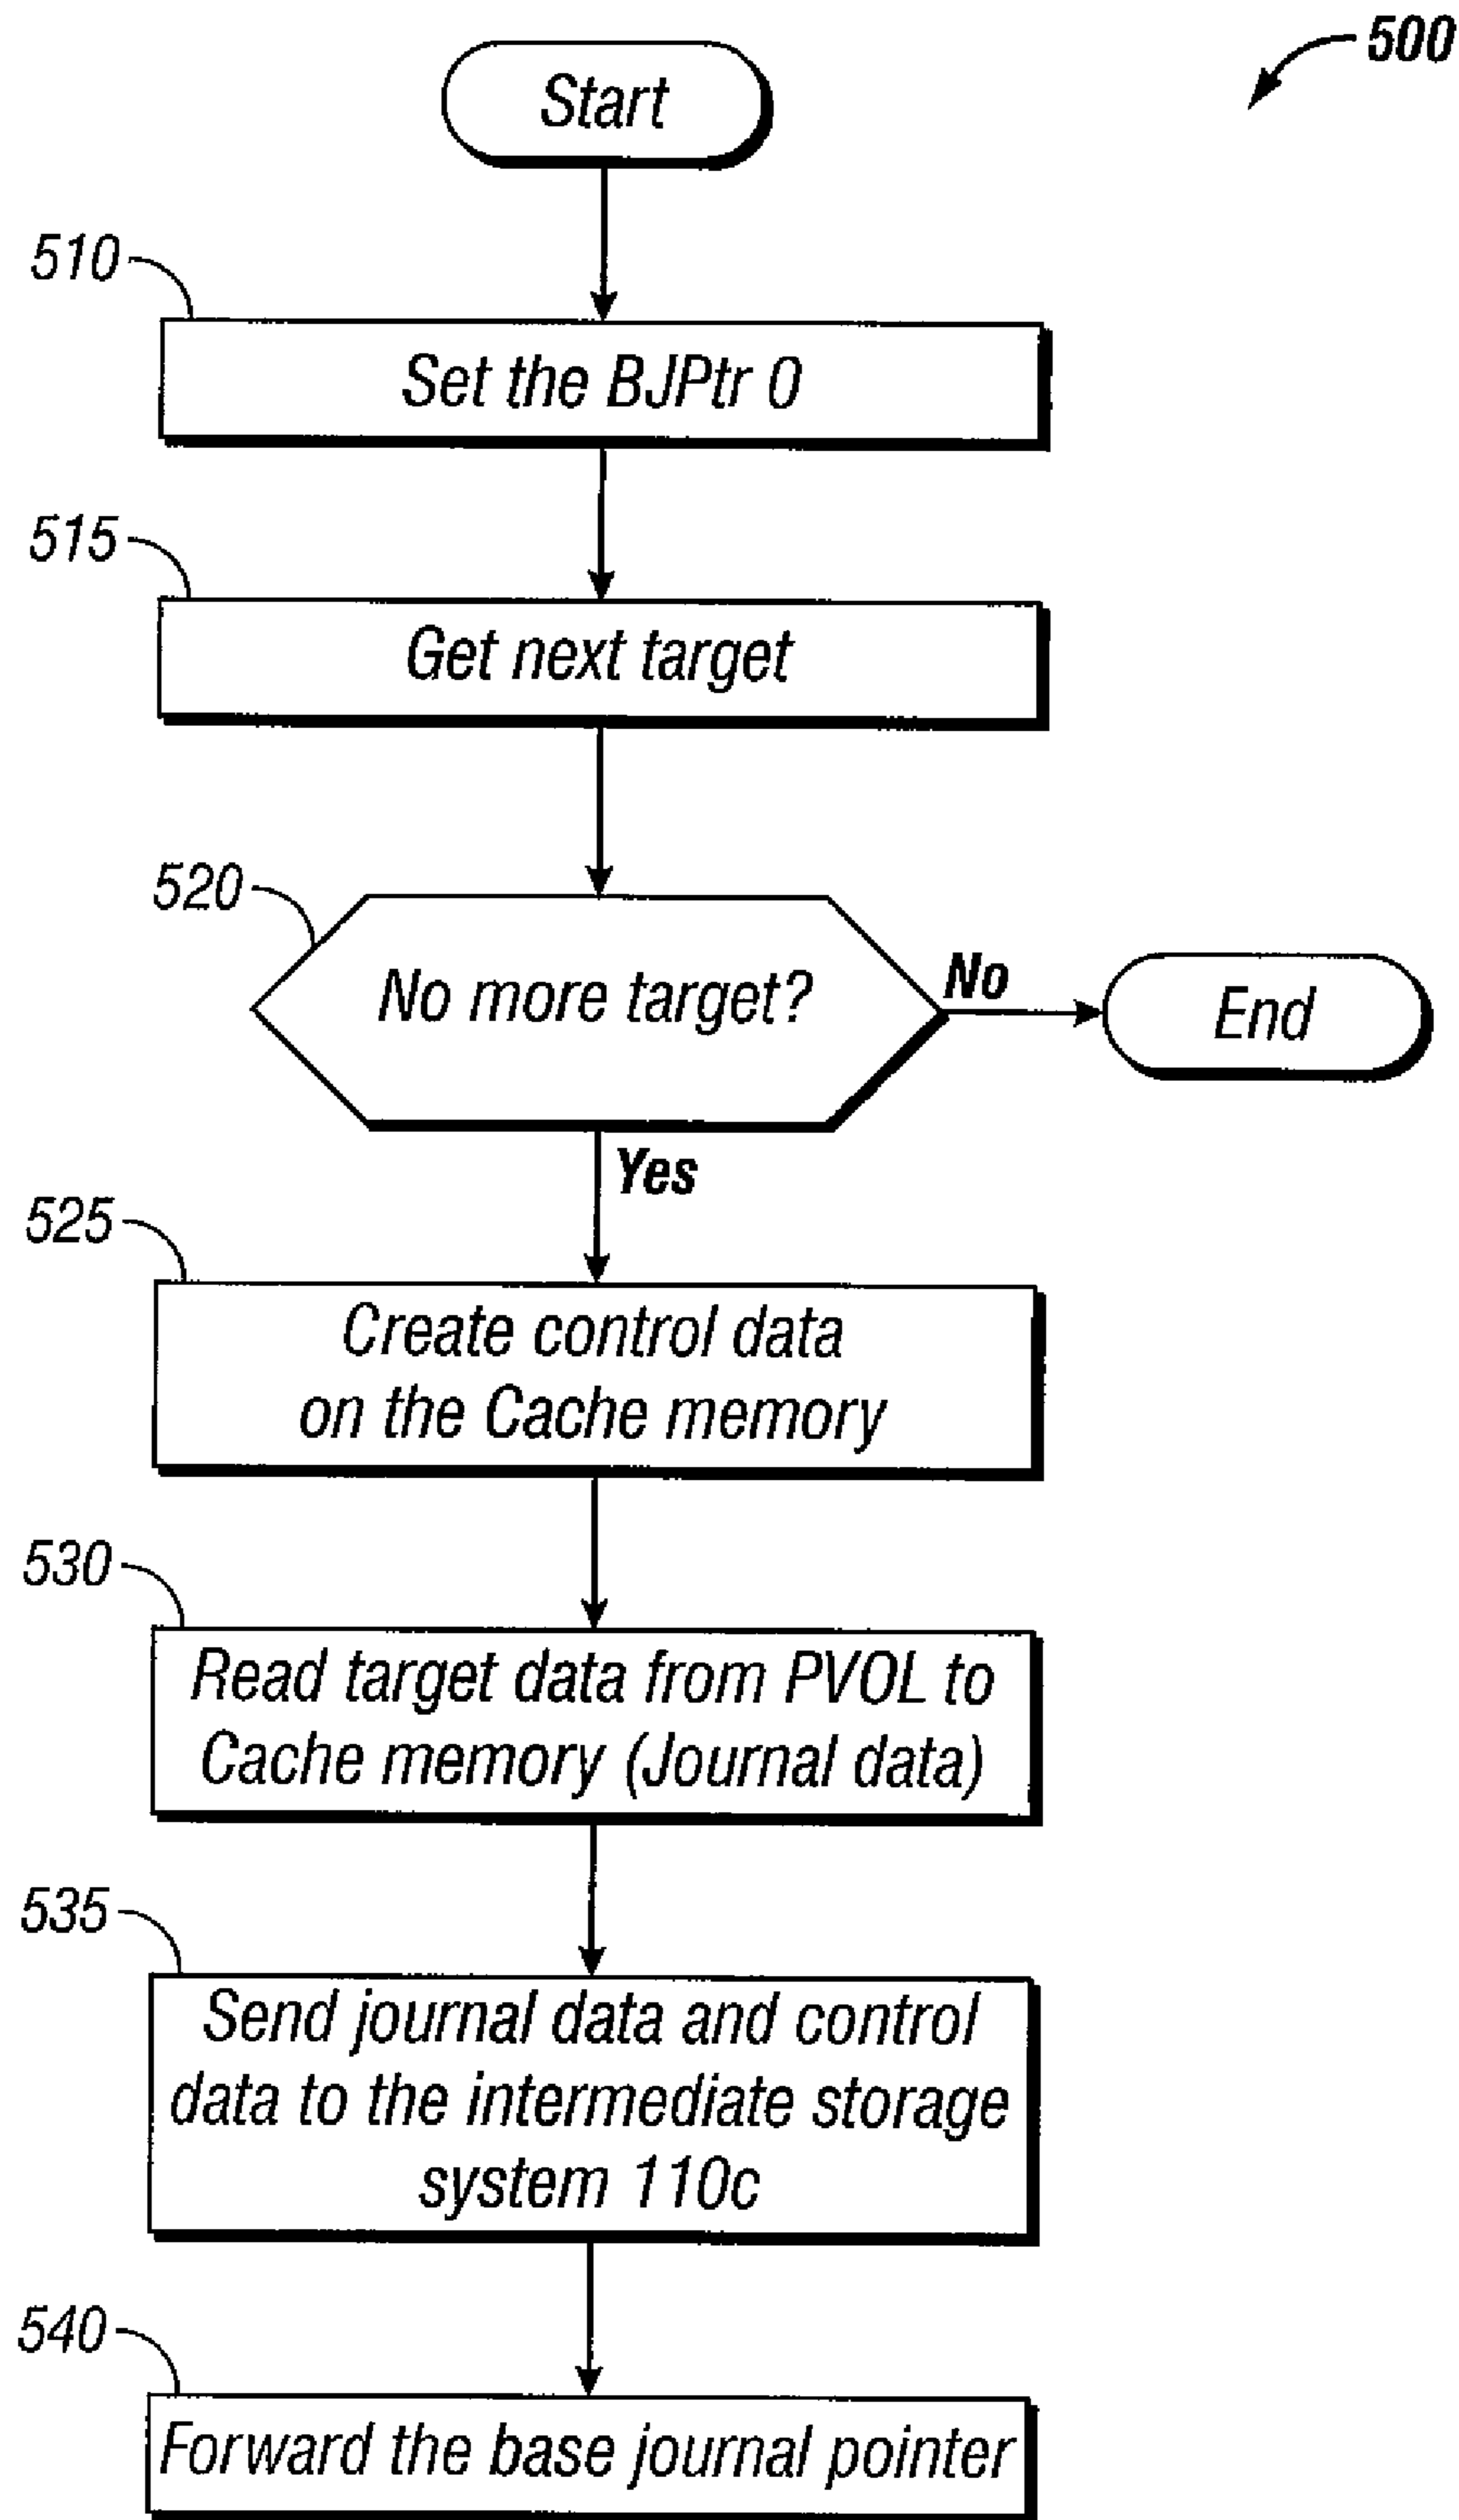 500
Start
510
Set the BJPtr 0
515
Get next target
520
No more target?
No
End
Yes
525
Create control data
on the Cache memory
530
Read target data from PVOL to
Cache memory (Journal data)
535
Send journal data and control
data to the intermediate storage
system 110c
540
Forward the base journal pointer